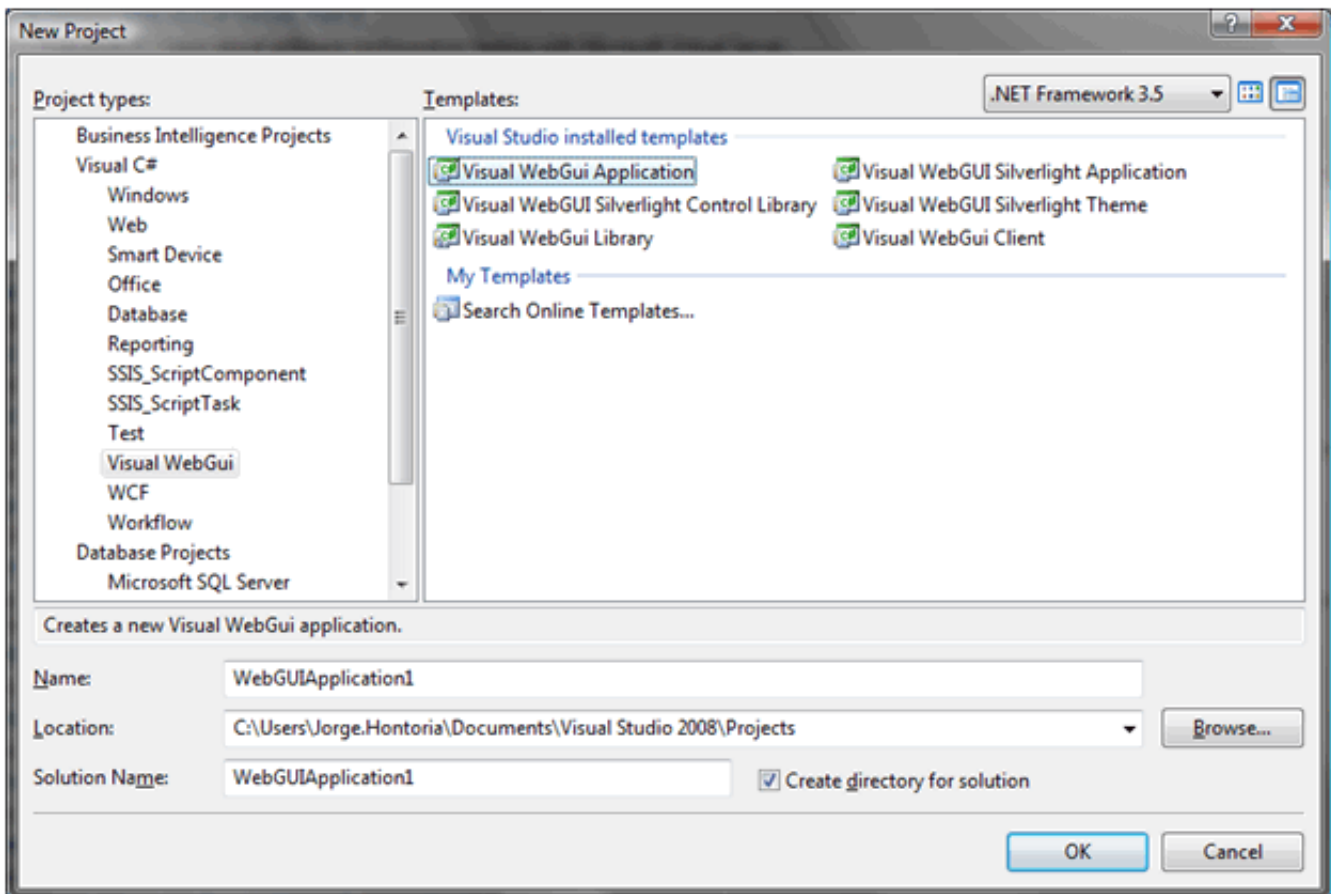 New Project
Project types:
Templates:
.NET Framework 3.5
Business Intelligence Projects
Visual C#
Windows
Web
Smart Device
Office
Database
Reporting
SSIS_ScriptComponent
SSIS_ScriptTask
Test
Visual WebGui
WCF
Workflow
Database Projects
Microsoft SQL Server
Visual Studio installed templates
Visual WebGui Application
Visual WebGUI Silverlight Application
Visual WebGUI Silverlight Control Library
Visual WebGUI Silverlight Theme
Visual WebGui Library
Visual WebGui Client
My Templates
Search Online Templates...
Creates a new Visual WebGui application.
Name:
WebGUIApplication1
Location:
C:\Users\Jorge.Hontoria\Documents\Visual Studio 2008\Projects
Browse...
Solution Name:
WebGUIApplication1
Create directory for solution
OK
Cancel